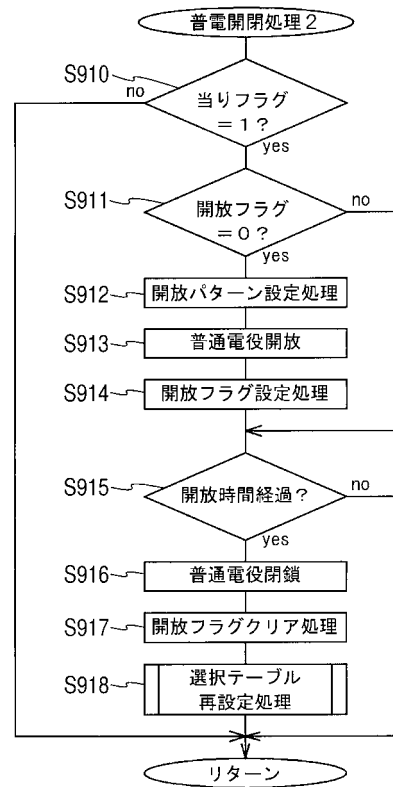 普電開閉処理2
S910
no
当りフラグ
=1?
yes
S911
no
開放フラグ
=0?
yes
S912
開放パターン設定処理
S913
普通電役開放
S914
開放フラグ設定処理
S915
開放時間経過?
no
yes
S916
普通電役閉鎖
S917
開放フラグクリア処理
S918
選択テーブル
再設定処理
リターン